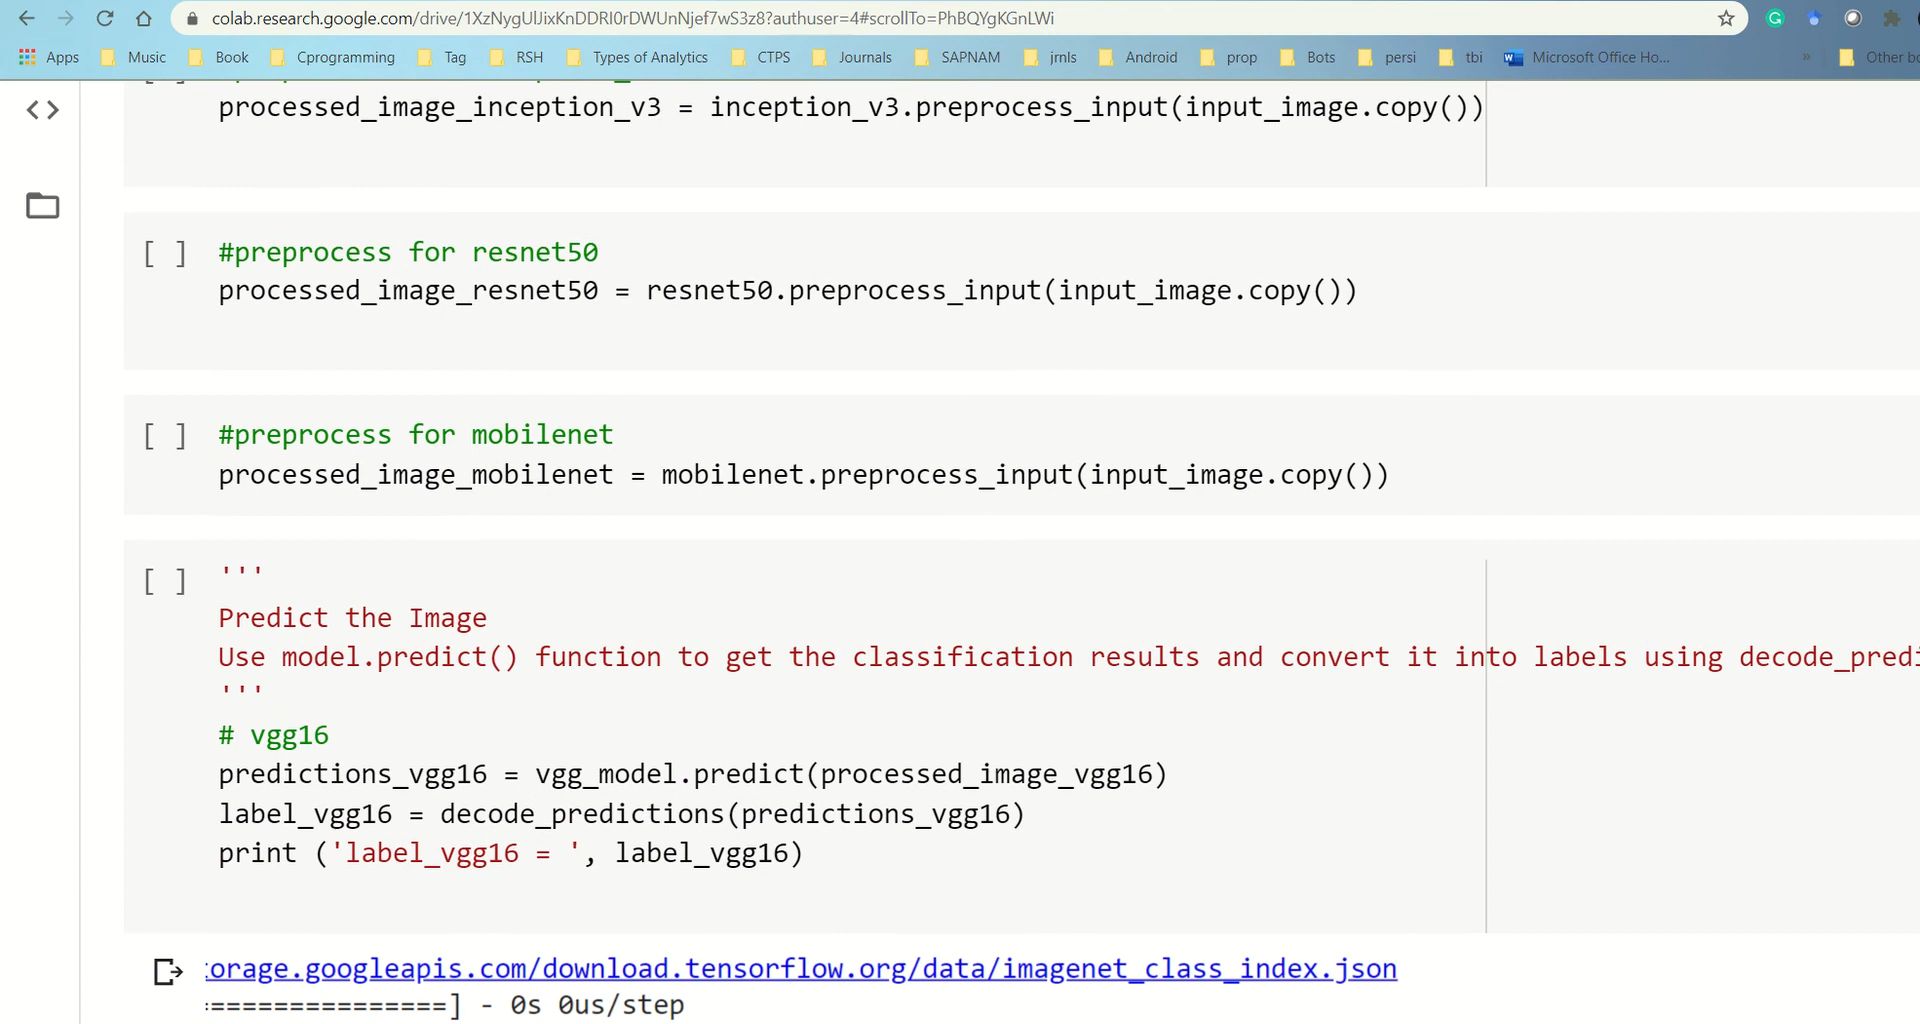 colab.research.google.com/drive/1XzNygUlJixKnDDRI0rDWUnNjef7wS3z8?authuser=4#scrollTo=PhBQYgKGnLWi
Apps Music Book Cprogramming Tag RSH Types of Analytics CTPS Journals SAPNAM jrnls Android prop Bots persi tbi Microsoft Office Ho... » Other bo
processed_image_inception_v3 = inception_v3.preprocess_input(input_image.copy())
[ ] #preprocess for resnet50
processed_image_resnet50 = resnet50.preprocess_input(input_image.copy())
[ ] #preprocess for mobilenet
processed_image_mobilenet = mobilenet.preprocess_input(input_image.copy())
[ ] '''
Predict the Image
Use model.predict() function to get the classification results and convert it into labels using decode_predi
'''
# vgg16
predictions_vgg16 = vgg_model.predict(processed_image_vgg16)
label_vgg16 = decode_predictions(predictions_vgg16)
print ('label_vgg16 = ', label_vgg16)
orage.googleapis.com/download.tensorflow.org/data/imagenet_class_index.json
===============] - 0s 0us/step